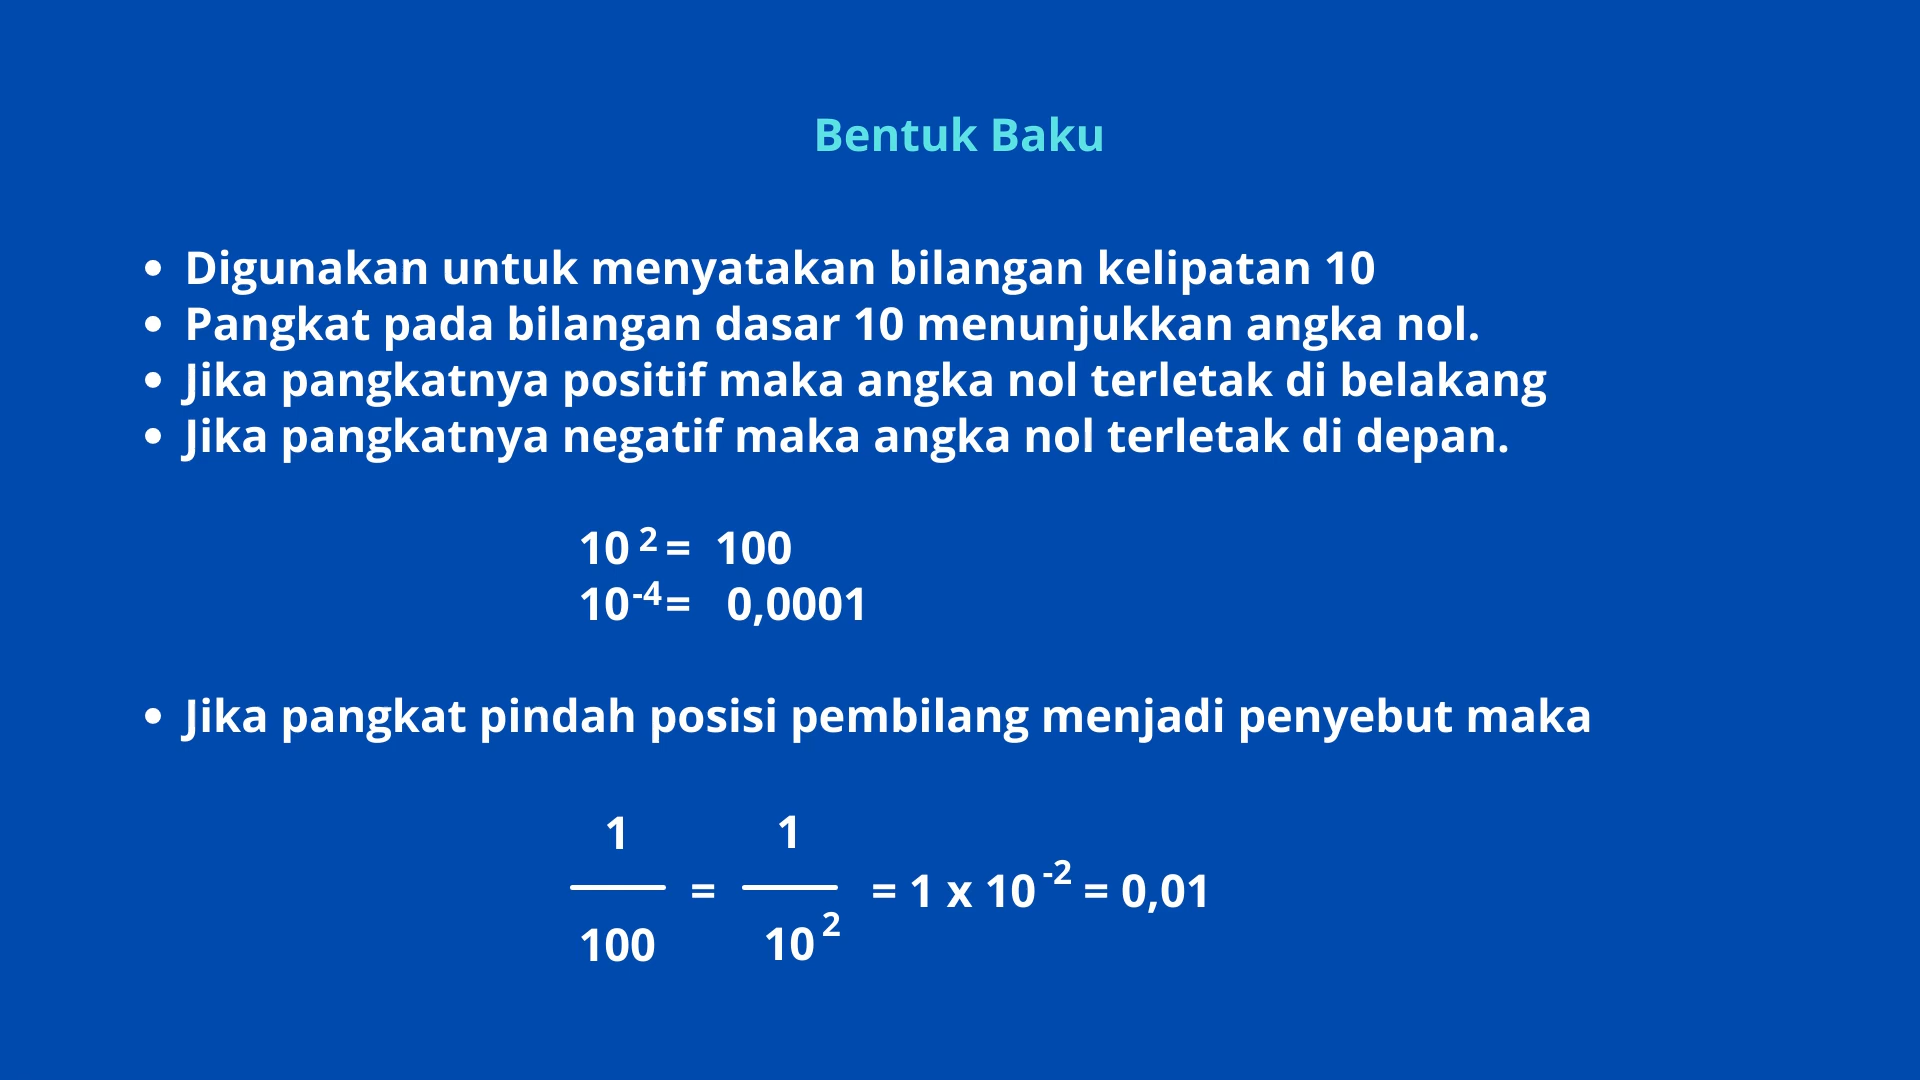 Bentuk Baku
• Digunakan untuk menyatakan bilangan kelipatan 10
• Pangkat pada bilangan dasar 10 menunjukkan angka nol.
• Jika pangkatnya positif maka angka nol terletak di belakang
• Jika pangkatnya negatif maka angka nol terletak di depan.
10 ² = 100
10⁻⁴ = 0,0001
• Jika pangkat pindah posisi pembilang menjadi penyebut maka
1 1
= = 1 x 10 ⁻² = 0,01
100 10 ²